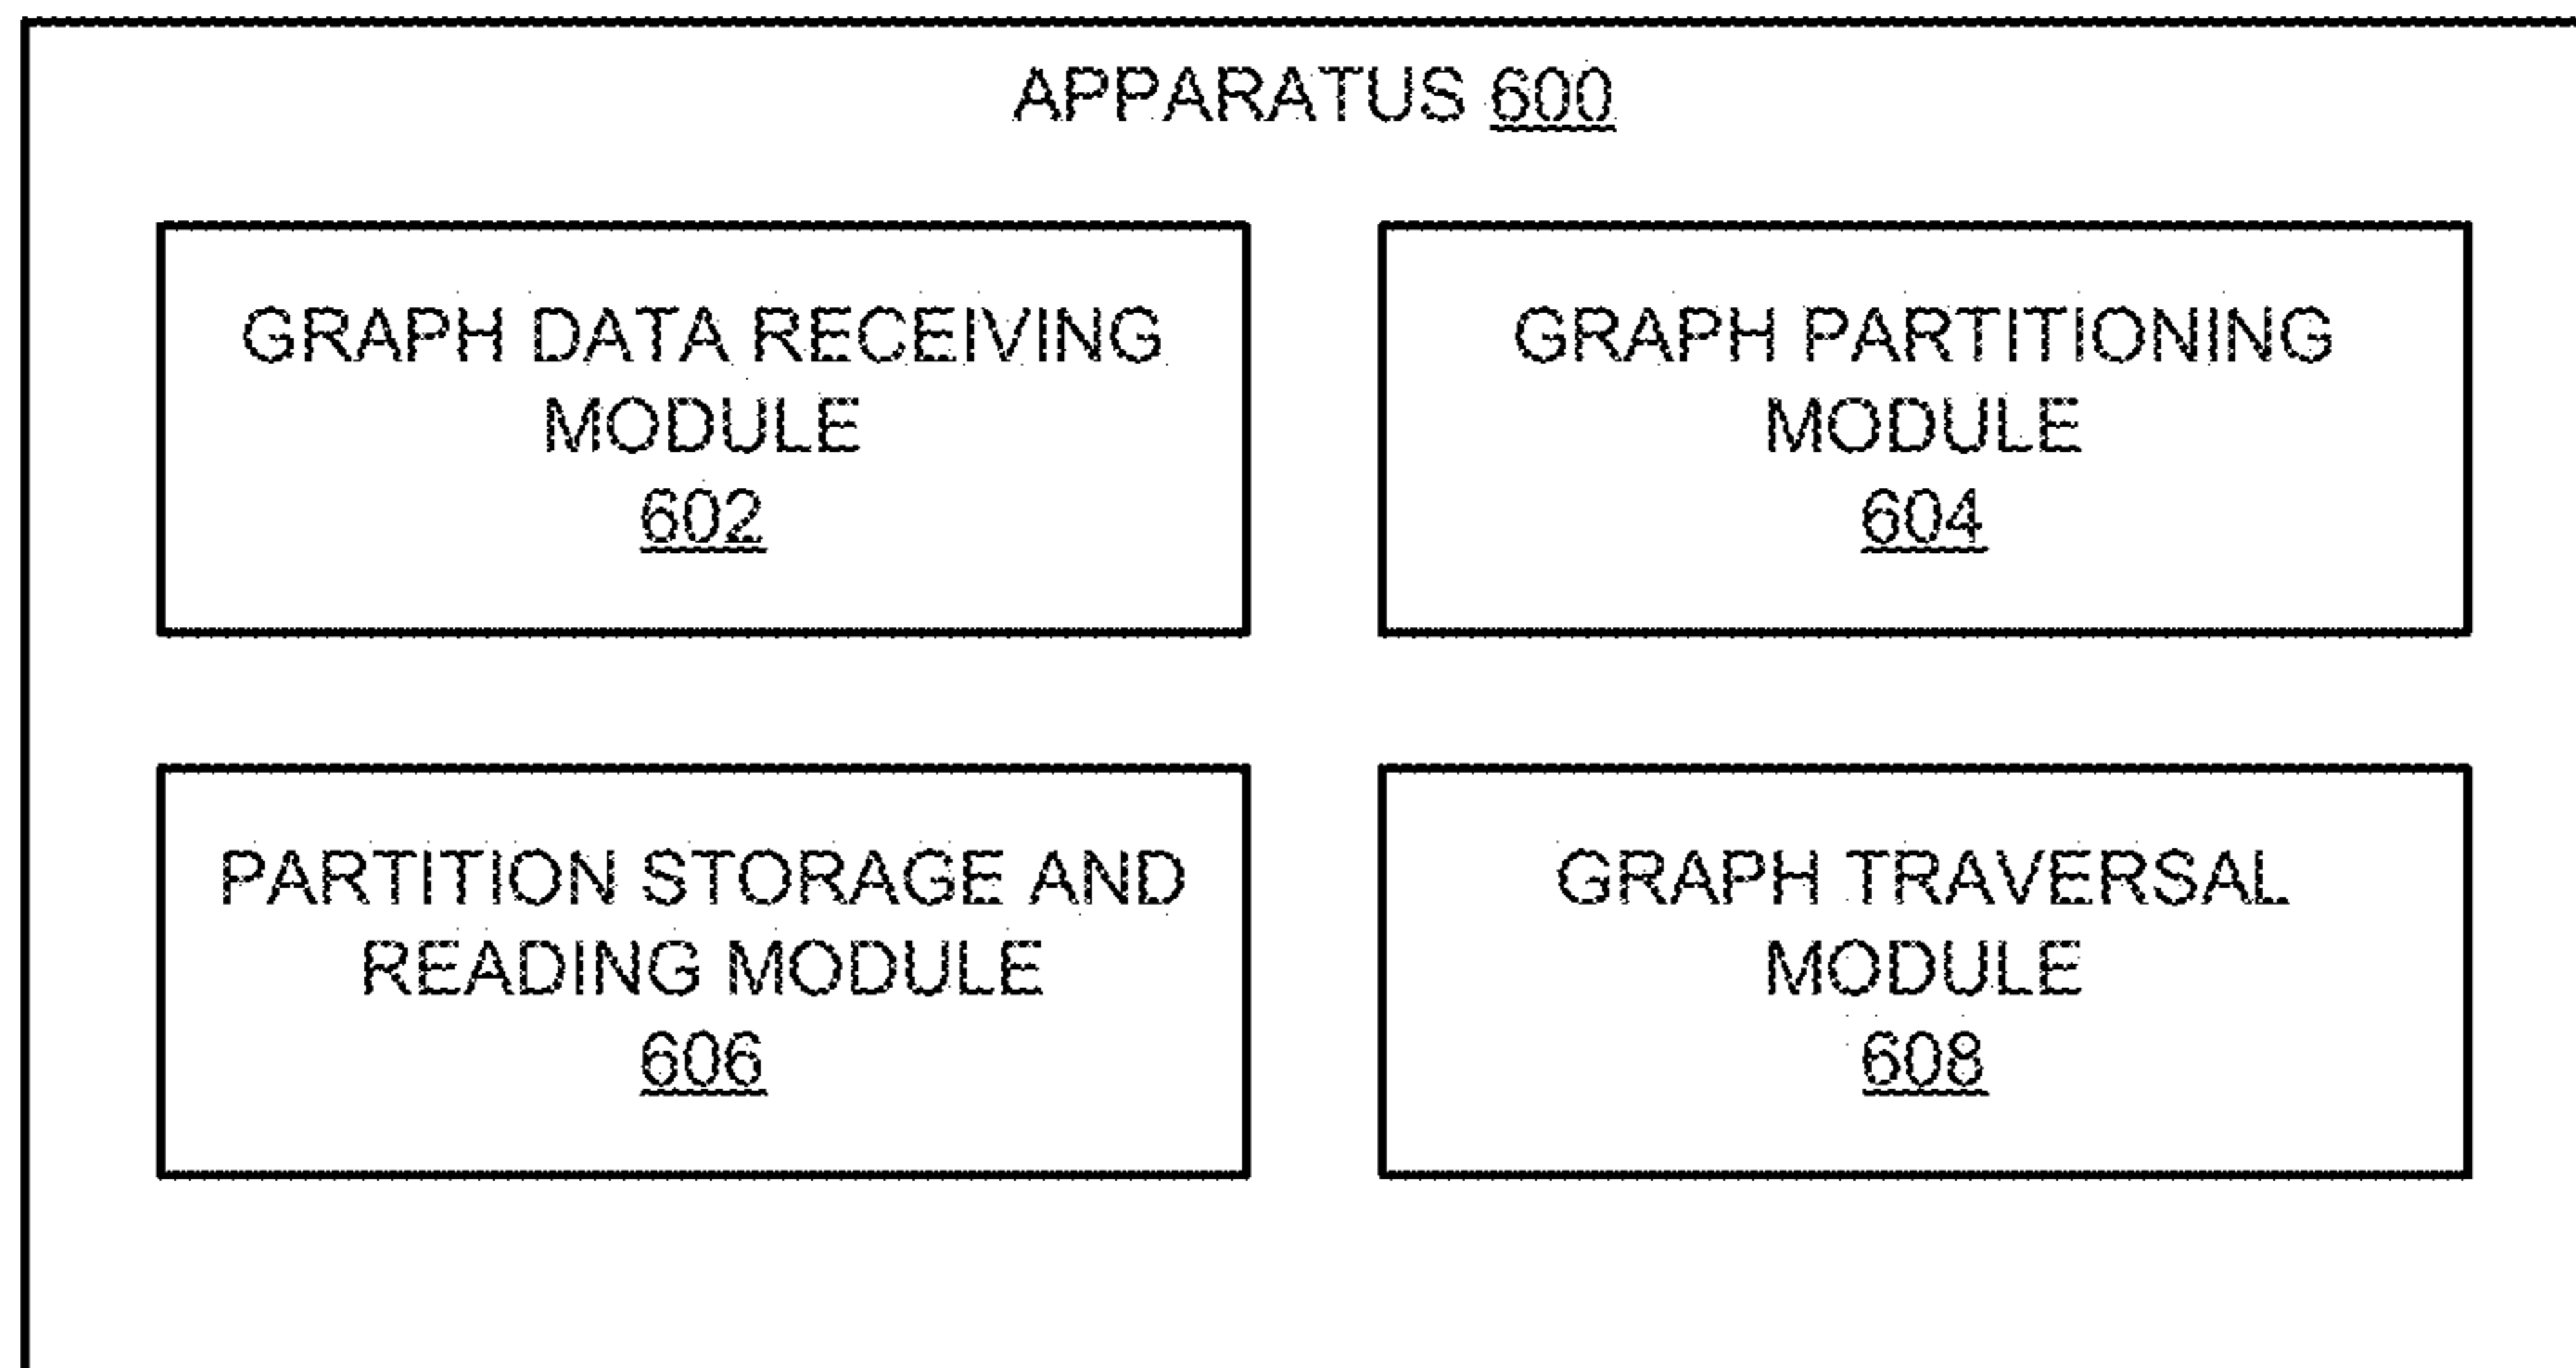 APPARATUS 600
GRAPH DATA RECEIVING
MODULE
602
GRAPH PARTITIONING
MODULE
604
PARTITION STORAGE AND
READING MODULE
606
GRAPH TRAVERSAL
MODULE
608